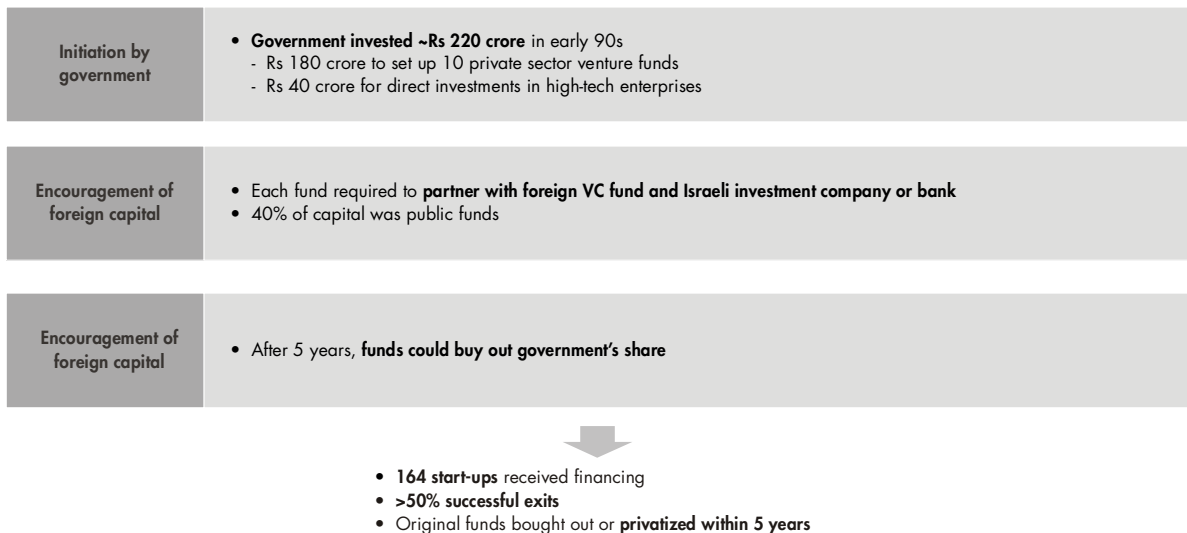 Initiation by
government
• Government invested ~Rs 220 crore in early 90s
- Rs 180 crore to set up 10 private sector venture funds
- Rs 40 crore for direct investments in high-tech enterprises
Encouragement of
foreign capital
• Each fund required to partner with foreign VC fund and Israeli investment company or bank
• 40% of capital was public funds
Encouragement of
foreign capital
• After 5 years, funds could buy out government’s share
• 164 start-ups received financing
• >50% successful exits
• Original funds bought out or privatized within 5 years